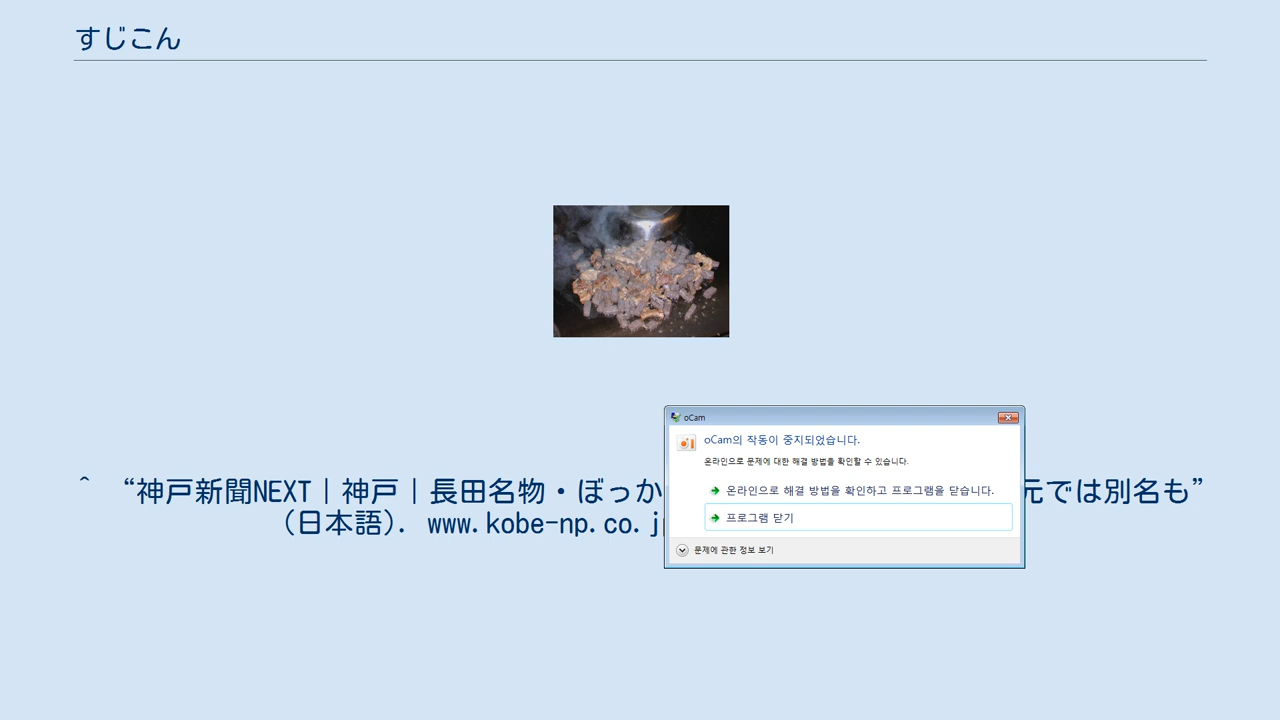 すじこん
^ “神戸新聞NEXT｜神戸｜長田名物・ぼっか
元では別名も”
(日本語). www.kobe-np.co.jp
oCam
oCam의 작동이 중지되었습니다.
온라인으로 문제에 대한 해결 방법을 확인할 수 있습니다.
온라인으로 해결 방법을 확인하고 프로그램을 닫습니다.
프로그램 닫기
문제에 관한 정보 보기